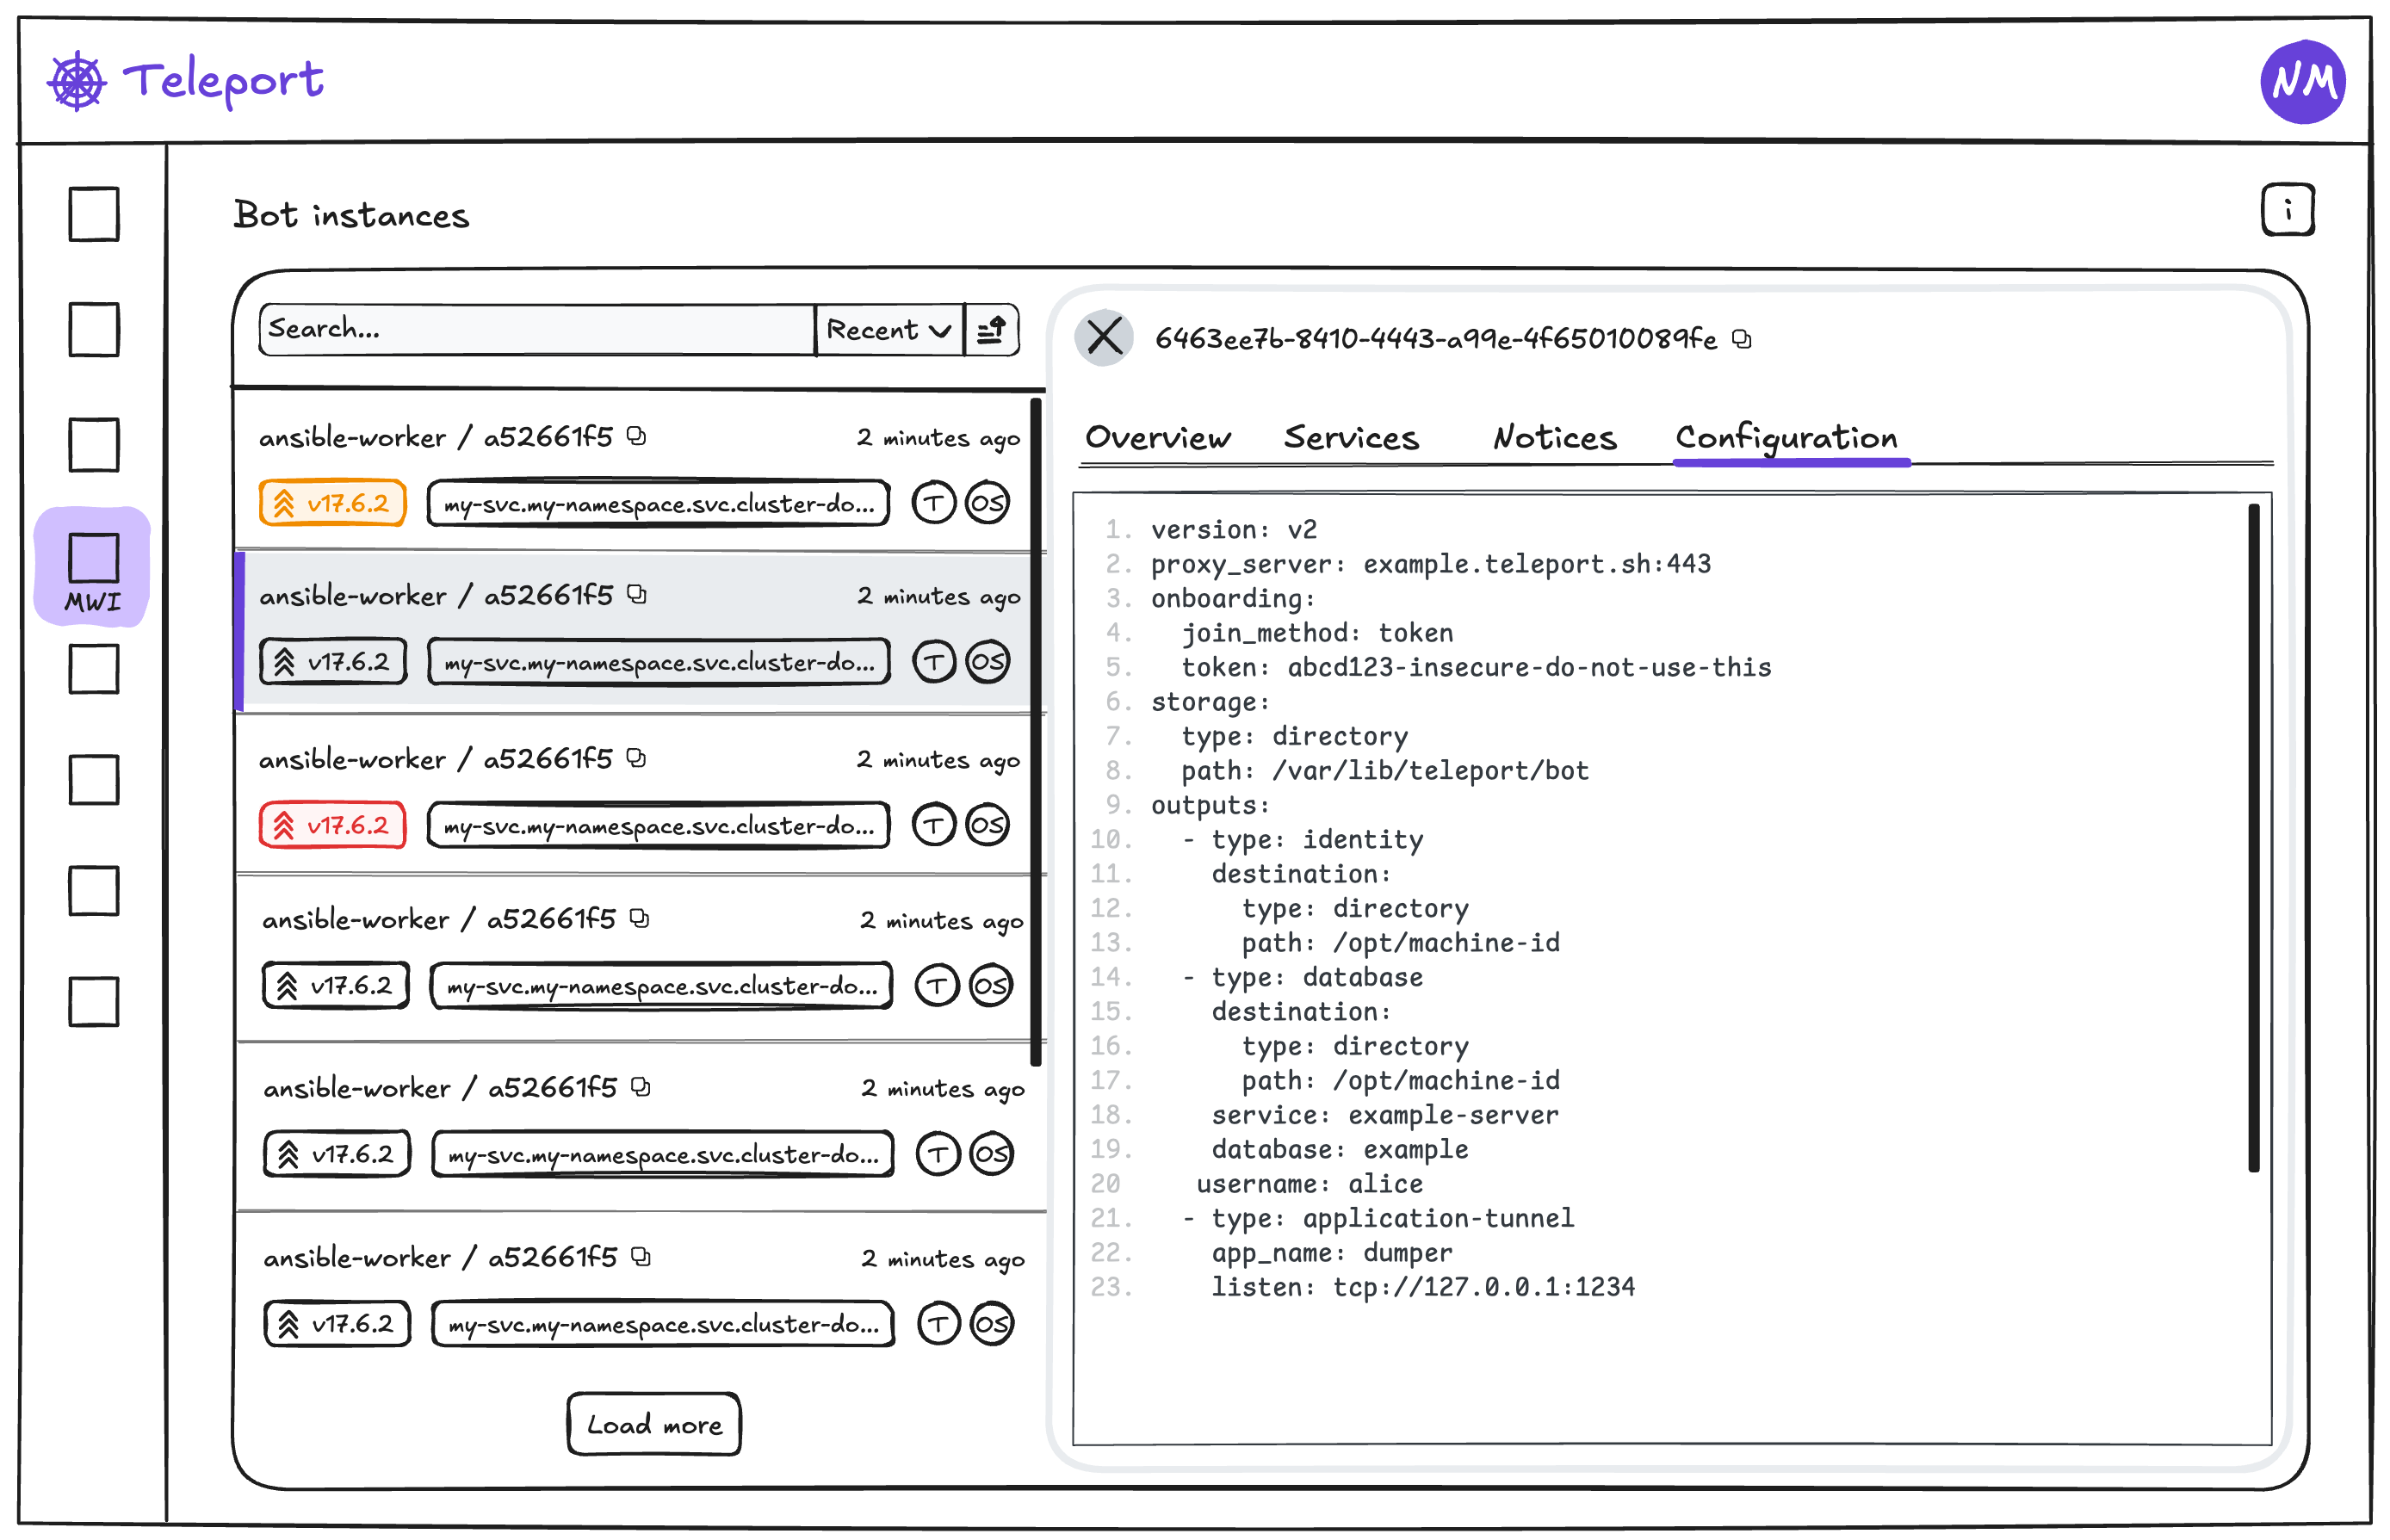 Teleport
NM
Bot instances
i
Search...
Recent
ansible-worker / a52661f5
2 minutes ago
v17.6.2
my-svc.my-namespace.svc.cluster-do...
T
OS
ansible-worker / a52661f5
2 minutes ago
v17.6.2
my-svc.my-namespace.svc.cluster-do...
T
OS
ansible-worker / a52661f5
2 minutes ago
v17.6.2
my-svc.my-namespace.svc.cluster-do...
T
OS
ansible-worker / a52661f5
2 minutes ago
v17.6.2
my-svc.my-namespace.svc.cluster-do...
T
OS
ansible-worker / a52661f5
2 minutes ago
v17.6.2
my-svc.my-namespace.svc.cluster-do...
T
OS
ansible-worker / a52661f5
2 minutes ago
v17.6.2
my-svc.my-namespace.svc.cluster-do...
T
OS
Load more
MWI
6463ee7b-8410-4443-a99e-4f65010089fe
Overview Services Notices Configuration
1. version: v2
2. proxy_server: example.teleport.sh:443
3. onboarding:
4.   join_method: token
5.   token: abcd123-insecure-do-not-use-this
6. storage:
7.   type: directory
8.   path: /var/lib/teleport/bot
9. outputs:
10.   - type: identity
11.     destination:
12.       type: directory
13.       path: /opt/machine-id
14.   - type: database
15.     destination:
16.       type: directory
17.       path: /opt/machine-id
18.     service: example-server
19.     database: example
20    username: alice
21.   - type: application-tunnel
22.     app_name: dumper
23.     listen: tcp://127.0.0.1:1234